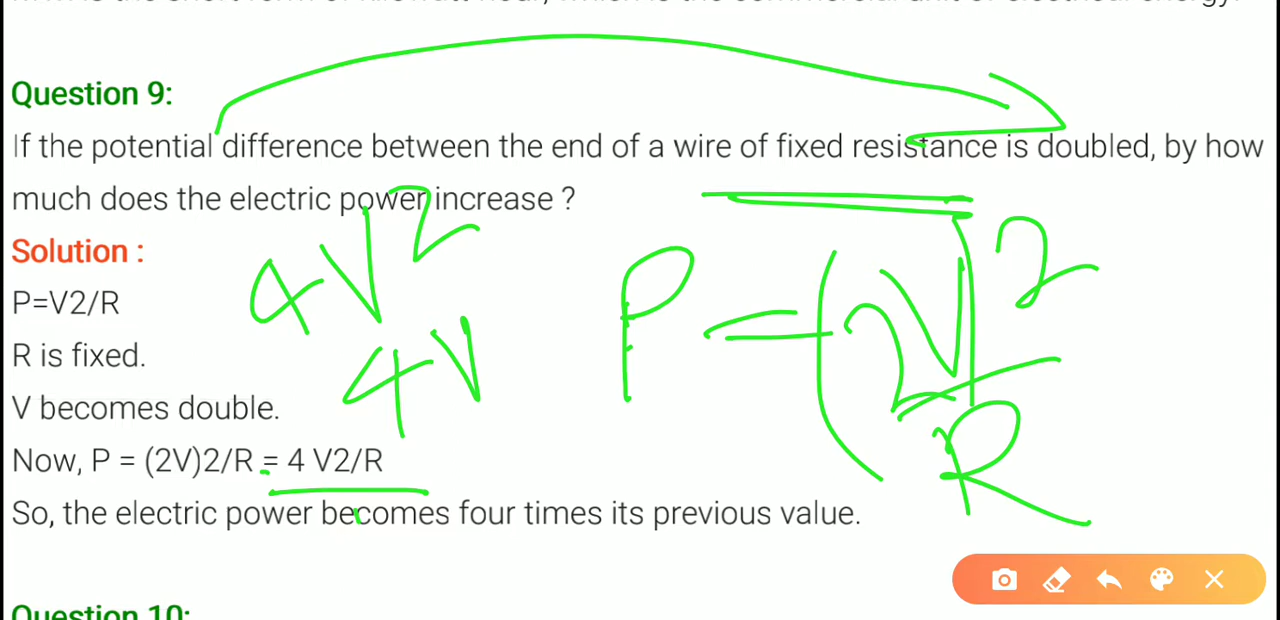 Question 9:
If the potential difference between the end of a wire of fixed resistance is doubled, by how
much does the electric power increase ?
Solution :
P=V2/R
R is fixed.
V becomes double.
Now, P = (2V)2/R = 4 V2/R
So, the electric power becomes four times its previous value.
4V2
4V
P=(2V)2
R
Question 10: